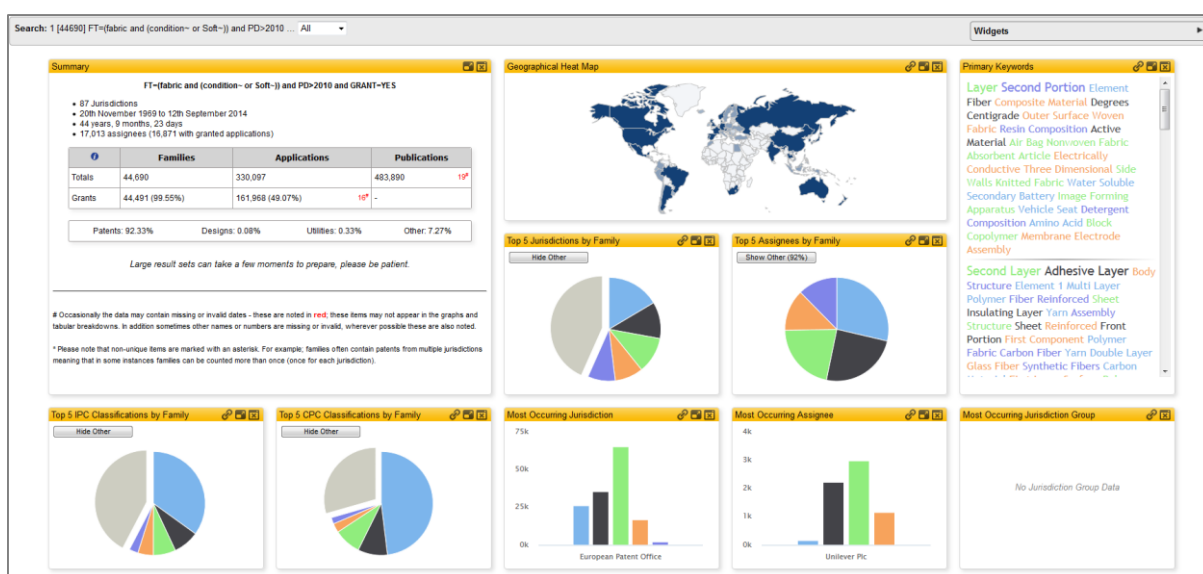 Search: 1 [44690] FT=(fabric and (condition~ or Soft~)) and PD>2010 ... All
Widgets
Summary
FT=(fabric and (condition~ or Soft~)) and PD>2010 and GRANT=YES
87 Jurisdictions
20th November 1969 to 12th September 2014
44 years, 9 months, 23 days
17,013 assignees (16,871 with granted applications)
Families Applications Publications
Totals 44,690 330,097 483,890 19#
Grants 44,491 (99.55%) 161,968 (49.07%) 16# -
Patents: 92.33% Designs: 0.08% Utilities: 0.33% Other: 7.27%
Large result sets can take a few moments to prepare, please be patient.
# Occasionally the data may contain missing or invalid dates - these are noted in red; these items may not appear in the graphs and
tabular breakdowns. In addition sometimes other names or numbers are missing or invalid, wherever possible these are also noted.
* Please note that non-unique items are marked with an asterisk. For example; families often contain patents from multiple jurisdictions
meaning that in some instances families can be counted more than once (once for each jurisdiction).
Geographical Heat Map
Primary Keywords
Layer Second Portion Element
Fiber Composite Material Degrees
Centigrade Outer Surface Woven
Fabric Resin Composition Active
Material Air Bag Nonwoven Fabric
Absorbent Article Electrically
Conductive Three Dimensional Side
Walls Knitted Fabric Water Soluble
Secondary Battery Image Forming
Apparatus Vehicle Seat Detergent
Composition Amino Acid Block
Copolymer Membrane Electrode
Assembly
Second Layer Adhesive Layer Body
Structure Element 1 Multi Layer
Polymer Fiber Reinforced Sheet
Insulating Layer Yarn Assembly
Structure Sheet Reinforced Front
Portion First Component Polymer
Fabric Carbon Fiber Yarn Double Layer
Glass Fiber Synthetic Fibers Carbon
Top 5 Jurisdictions by Family
Hide Other
Top 5 Assignees by Family
Show Other (92%)
Top 5 IPC Classifications by Family
Hide Other
Top 5 CPC Classifications by Family
Hide Other
Most Occurring Jurisdiction
75k
50k
25k
0k
European Patent Office
Most Occurring Assignee
4k
3k
2k
1k
0k
Unilever Plc
Most Occurring Jurisdiction Group
No Jurisdiction Group Data